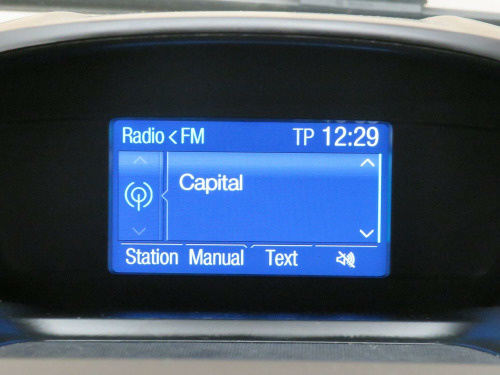 Radio < FM TP 12:29
Capital
Station Manual Text